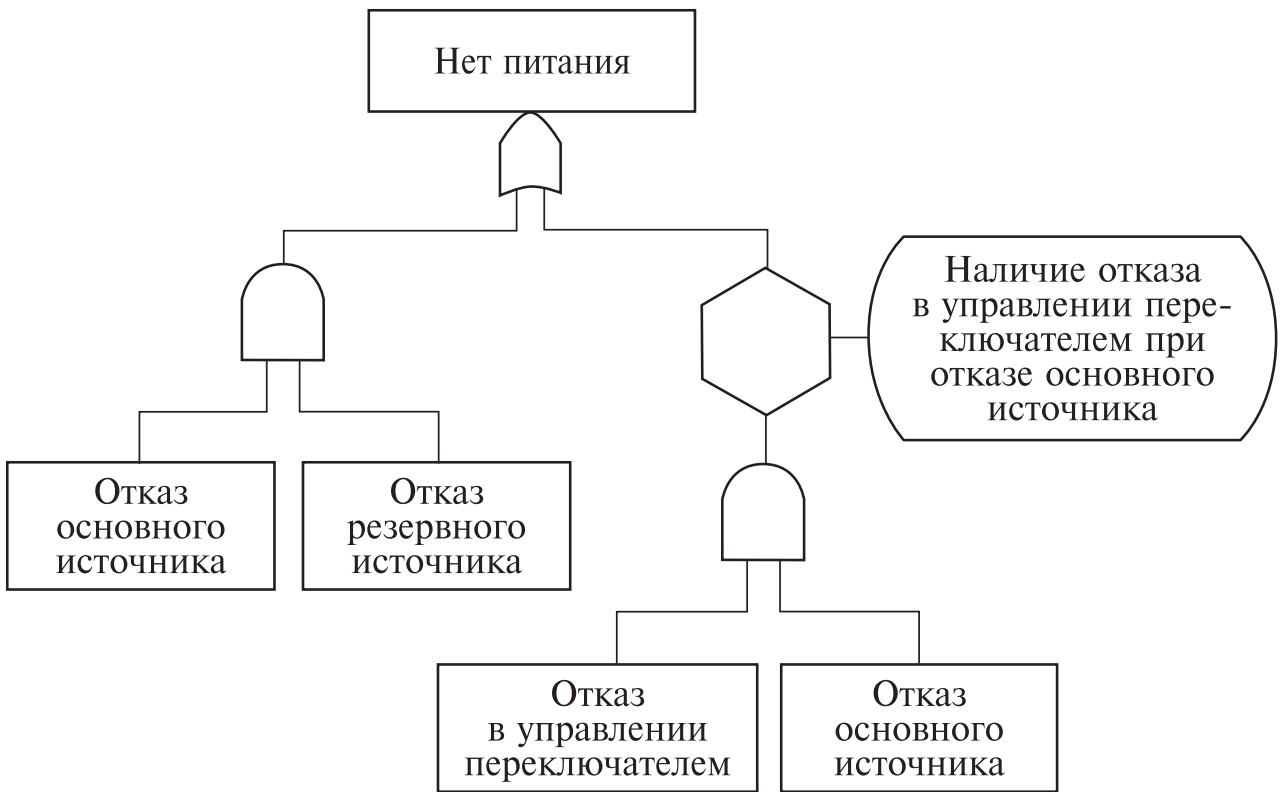 Нет питания
Наличие отказа
в управлении пере-
ключателем при
отказе основного
источника
Отказ
основного
источника
Отказ
резервного
источника
Отказ
в управлении
переключателем
Отказ
основного
источника